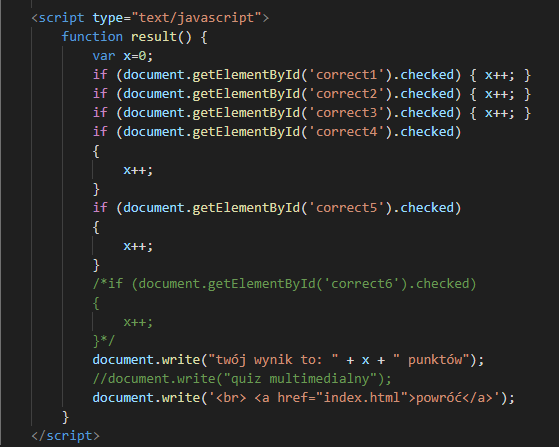 <script type="text/javascript">
function result() {
var x=0;
if (document.getElementById('correct1').checked) { x++; }
if (document.getElementById('correct2').checked) { x++; }
if (document.getElementById('correct3').checked) { x++; }
if (document.getElementById('correct4').checked)
{
x++;
}
if (document.getElementById('correct5').checked)
{
x++;
}
/*if (document.getElementById('correct6').checked)
{
x++;
}*/
document.write("twój wynik to: " + x + " punktów");
//document.write("quiz multimedialny");
document.write('<br> <a href="index.html">powróć</a>');
}
</script>